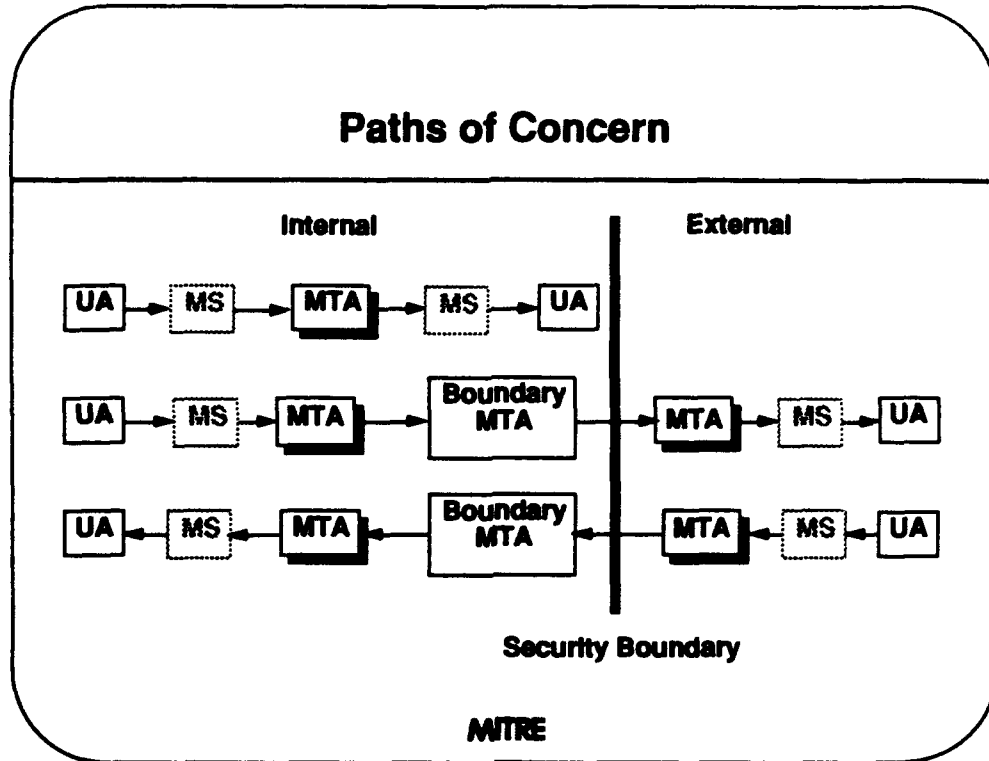 Paths of Concern
Internal External
UA MS MTA MS UA
UA MS MTA Boundary MTA MTA MS UA
UA MS MTA Boundary MTA MTA MS UA
Security Boundary
MITRE